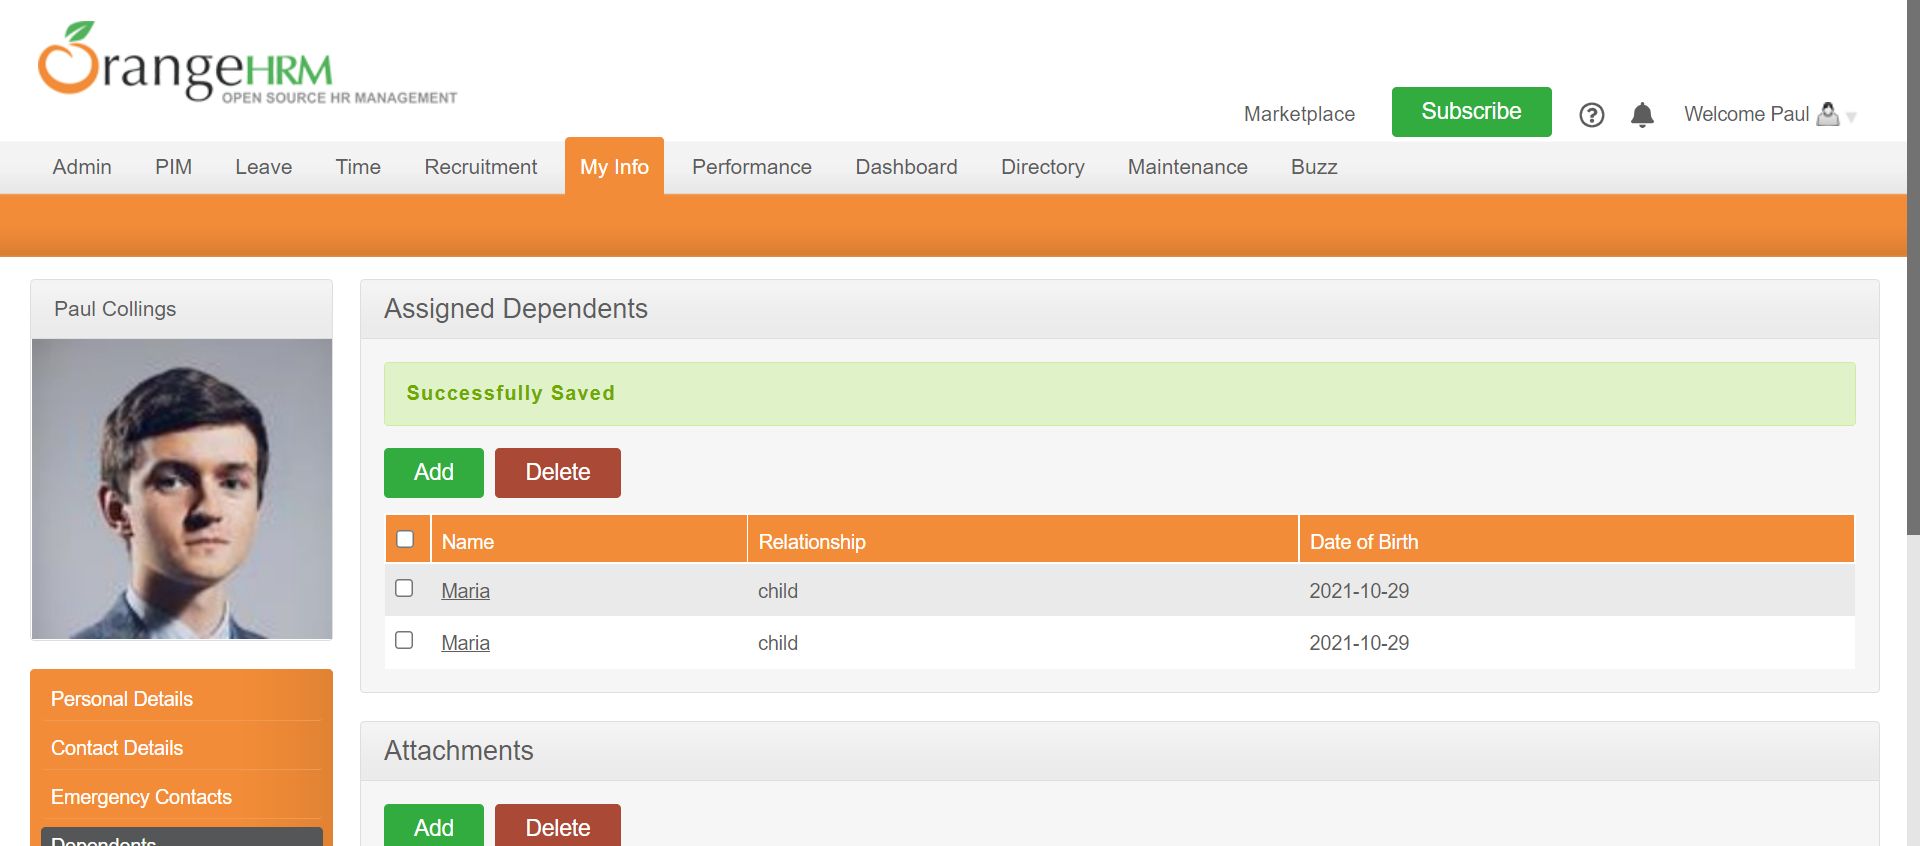 OrangeHRM
OPEN SOURCE HR MANAGEMENT
Marketplace
Subscribe
Welcome Paul
Admin
PIM
Leave
Time
Recruitment
My Info
Performance
Dashboard
Directory
Maintenance
Buzz
Paul Collings
Personal Details
Contact Details
Emergency Contacts
Dependents
Assigned Dependents
Successfully Saved
Add Delete
Name Relationship Date of Birth
Maria child 2021-10-29
Maria child 2021-10-29
Attachments
Add Delete